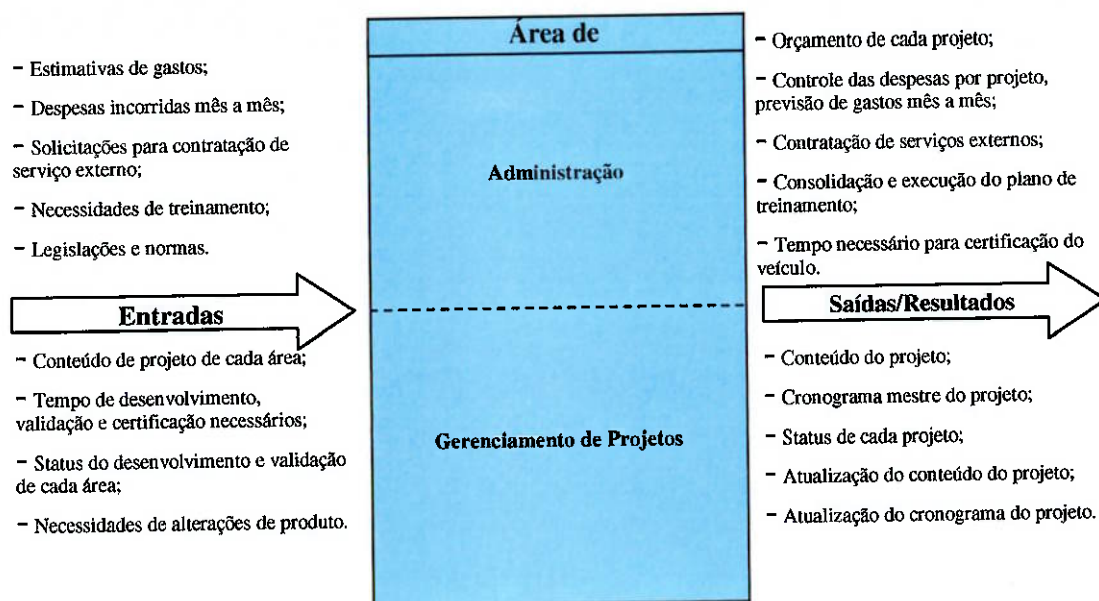 – Estimativas de gastos;
– Despesas incorridas mês a mês;
– Solicitações para contratação de
serviço externo;
– Necessidades de treinamento;
– Legislações e normas.
Entradas
– Conteúdo de projeto de cada área;
– Tempo de desenvolvimento,
validação e certificação necessários;
– Status do desenvolvimento e validação
de cada área;
– Necessidades de alterações de produto.
Área de
Administração
Gerenciamento de Projetos
– Orçamento de cada projeto;
– Controle das despesas por projeto,
previsão de gastos mês a mês;
– Contratação de serviços externos;
– Consolidação e execução do plano de
treinamento;
– Tempo necessário para certificação do
veículo.
Saídas/Resultados
– Conteúdo do projeto;
– Cronograma mestre do projeto;
– Status de cada projeto;
– Atualização do conteúdo do projeto;
– Atualização do cronograma do projeto.